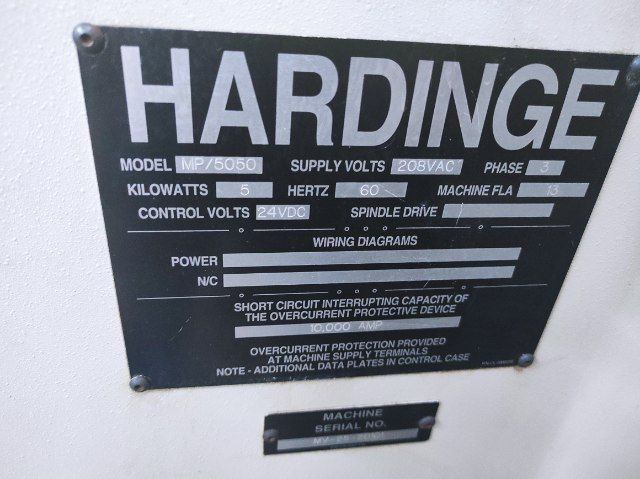 HARDINGE
MODEL MP/5050 SUPPLY VOLTS 208VAC PHASE 3
KILOWATTS 5 HERTZ 60 MACHINE FLA 13
CONTROL VOLTS 24VDC SPINDLE DRIVE
WIRING DIAGRAMS
POWER
N/C
SHORT CIRCUIT INTERRUPTING CAPACITY OF
THE OVERCURRENT PROTECTIVE DEVICE
10,000 AMP
OVERCURRENT PROTECTION PROVIDED
AT MACHINE SUPPLY TERMINALS
NOTE - ADDITIONAL DATA PLATES IN CONTROL CASE
MACHINE
SERIAL NO.